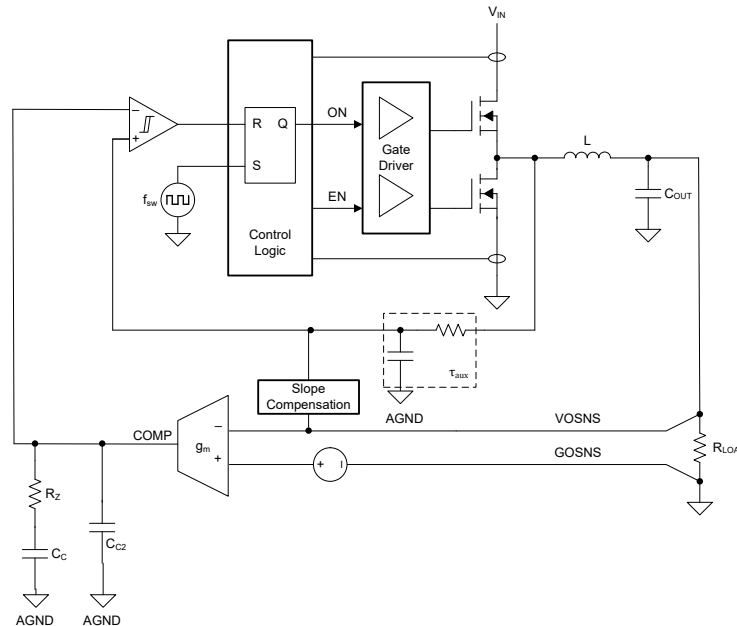 V_IN
R Q
S
ON
EN
Control
Logic
Gate
Driver
L
C_OUT
f_sw
τ_aux
AGND
Slope
Compensation
COMP
g_m
VOSNS
GOSNS
R_LOA
R_Z
C_C
C_C2
AGND
AGND